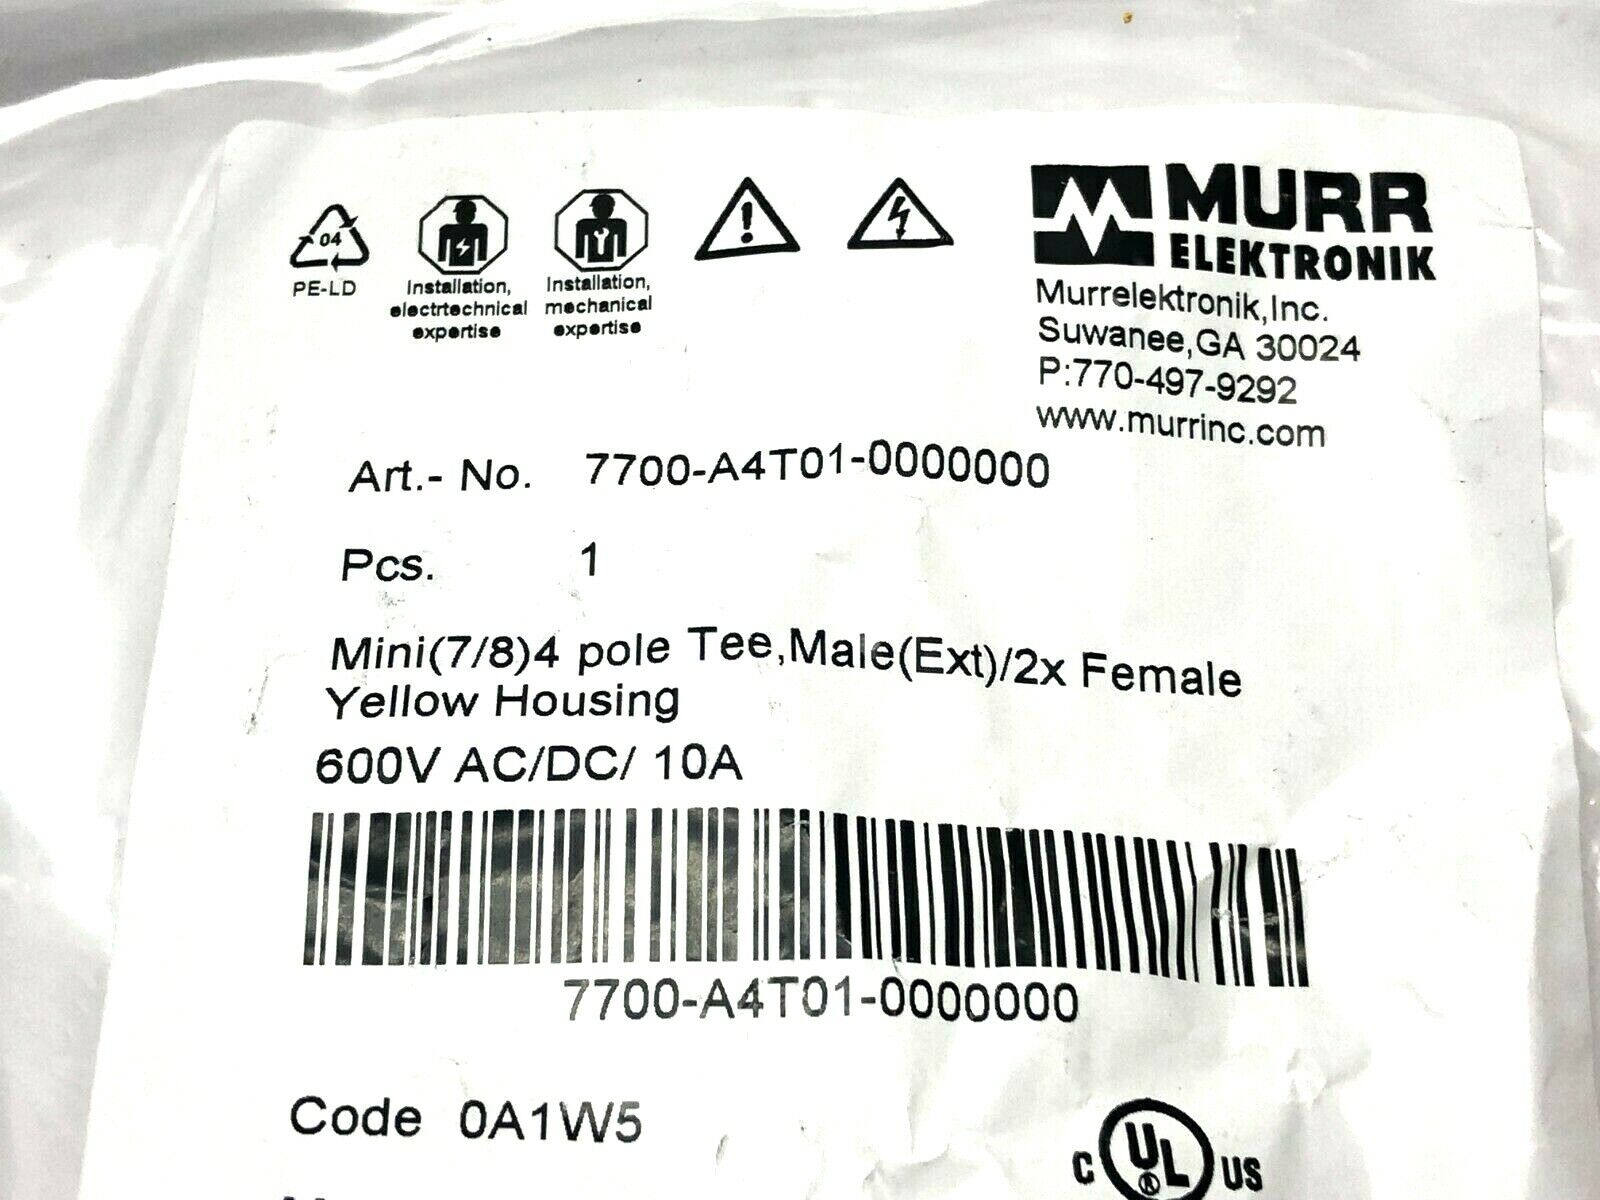 04
PE-LD
Installation,
electrtechnical
expertise
Installation,
mechanical
expertise
MURR
ELEKTRONIK
Murrelektronik,Inc.
Suwanee,GA 30024
P:770-497-9292
www.murrinc.com
Art.- No. 7700-A4T01-0000000
Pcs. 1
Mini(7/8)4 pole Tee,Male(Ext)/2x Female
Yellow Housing
600V AC/DC/ 10A
7700-A4T01-0000000
Code 0A1W5
C UL® US